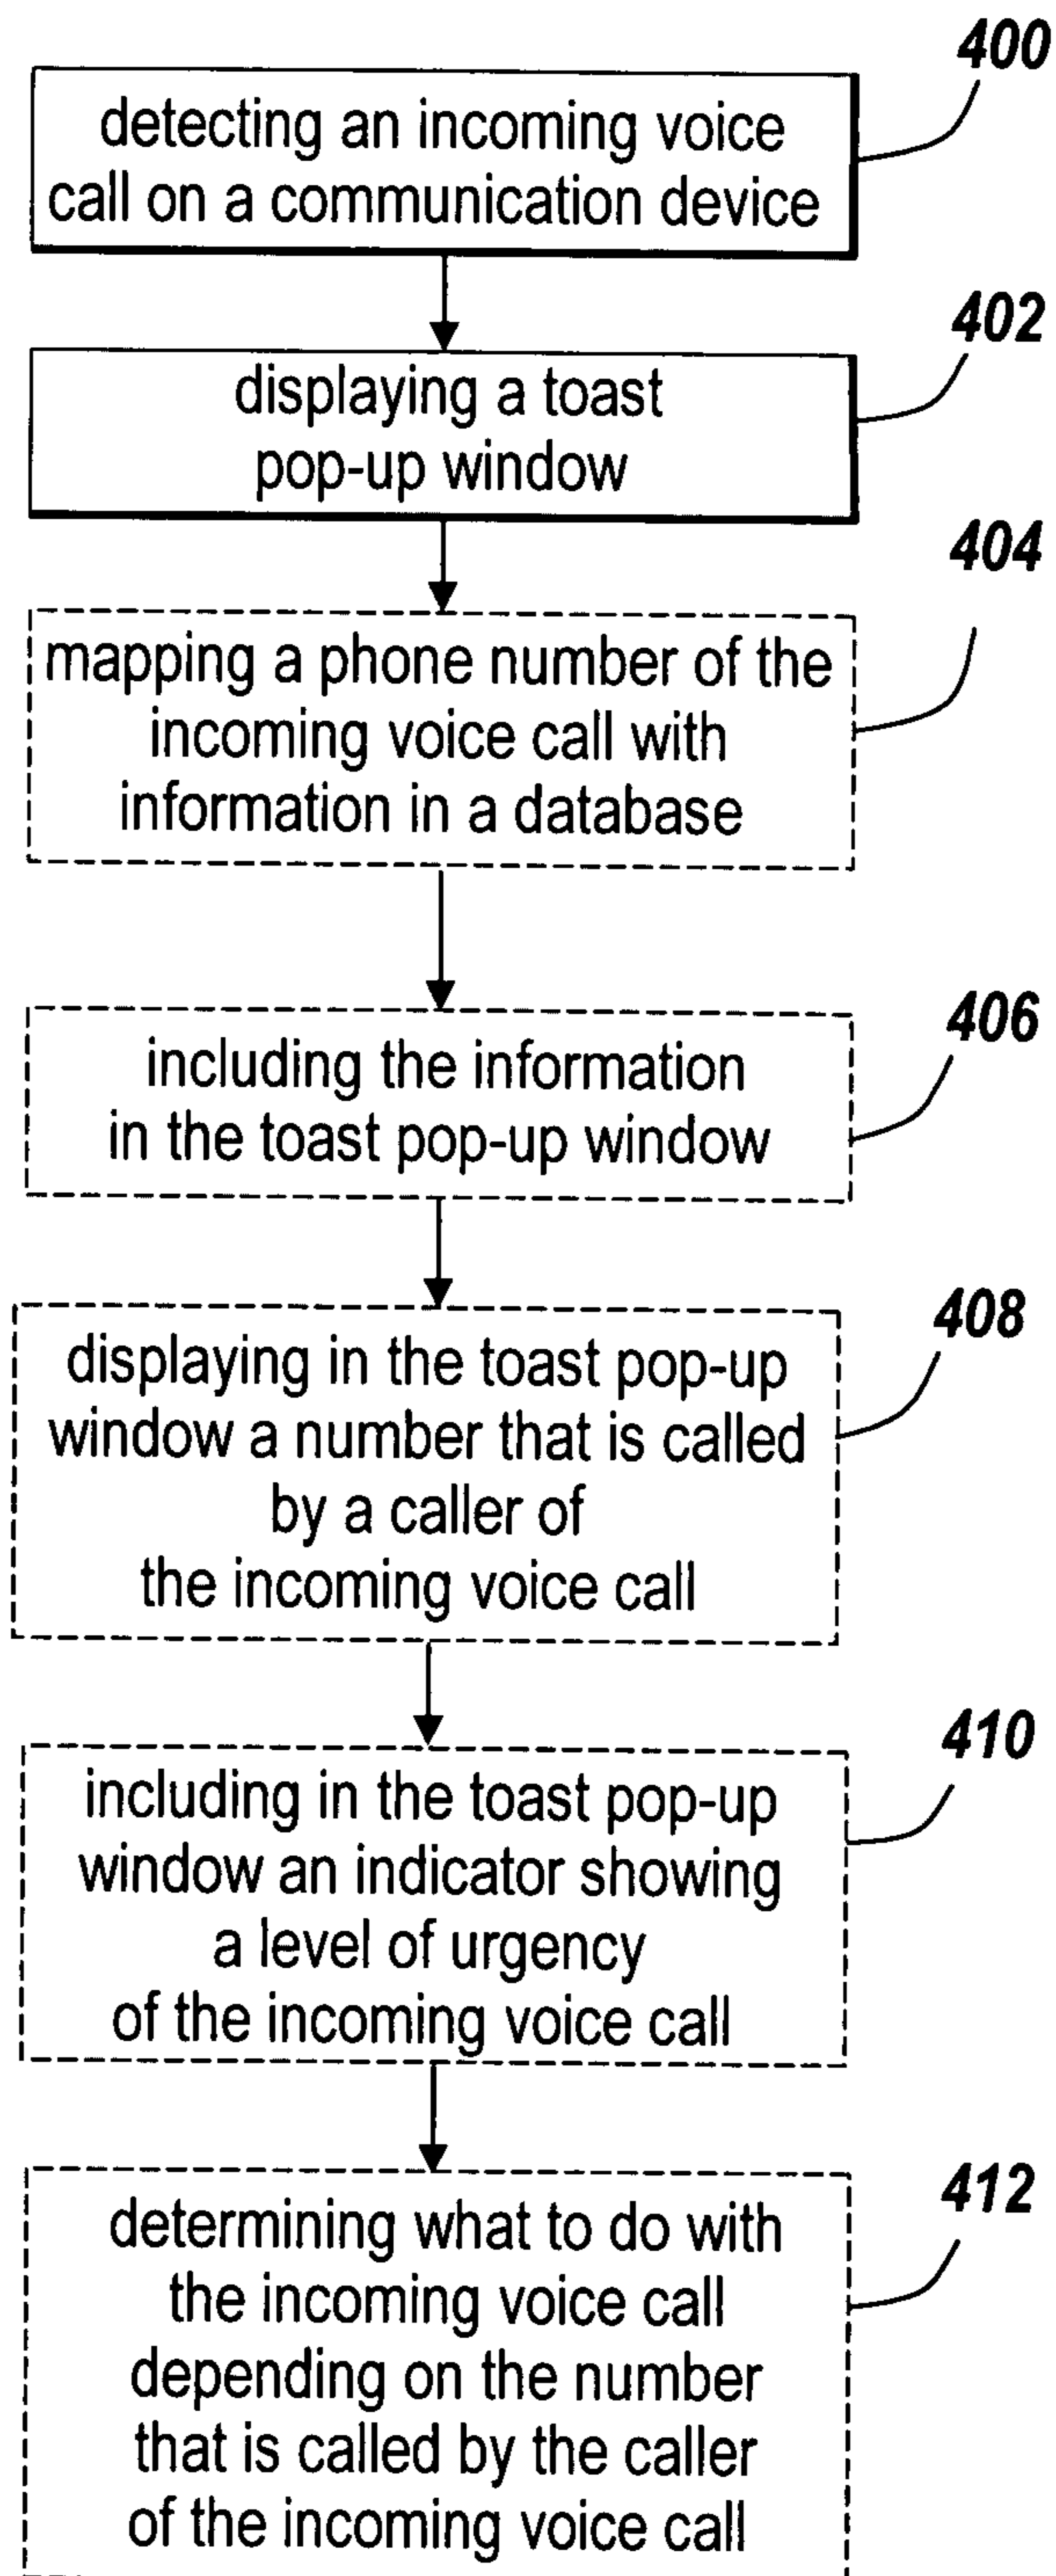 400
detecting an incoming voice
call on a communication device
402
displaying a toast
pop-up window
404
mapping a phone number of the
incoming voice call with
information in a database
406
including the information
in the toast pop-up window
408
displaying in the toast pop-up
window a number that is called
by a caller of
the incoming voice call
410
including in the toast pop-up
window an indicator showing
a level of urgency
of the incoming voice call
412
determining what to do with
the incoming voice call
depending on the number
that is called by the caller
of the incoming voice call